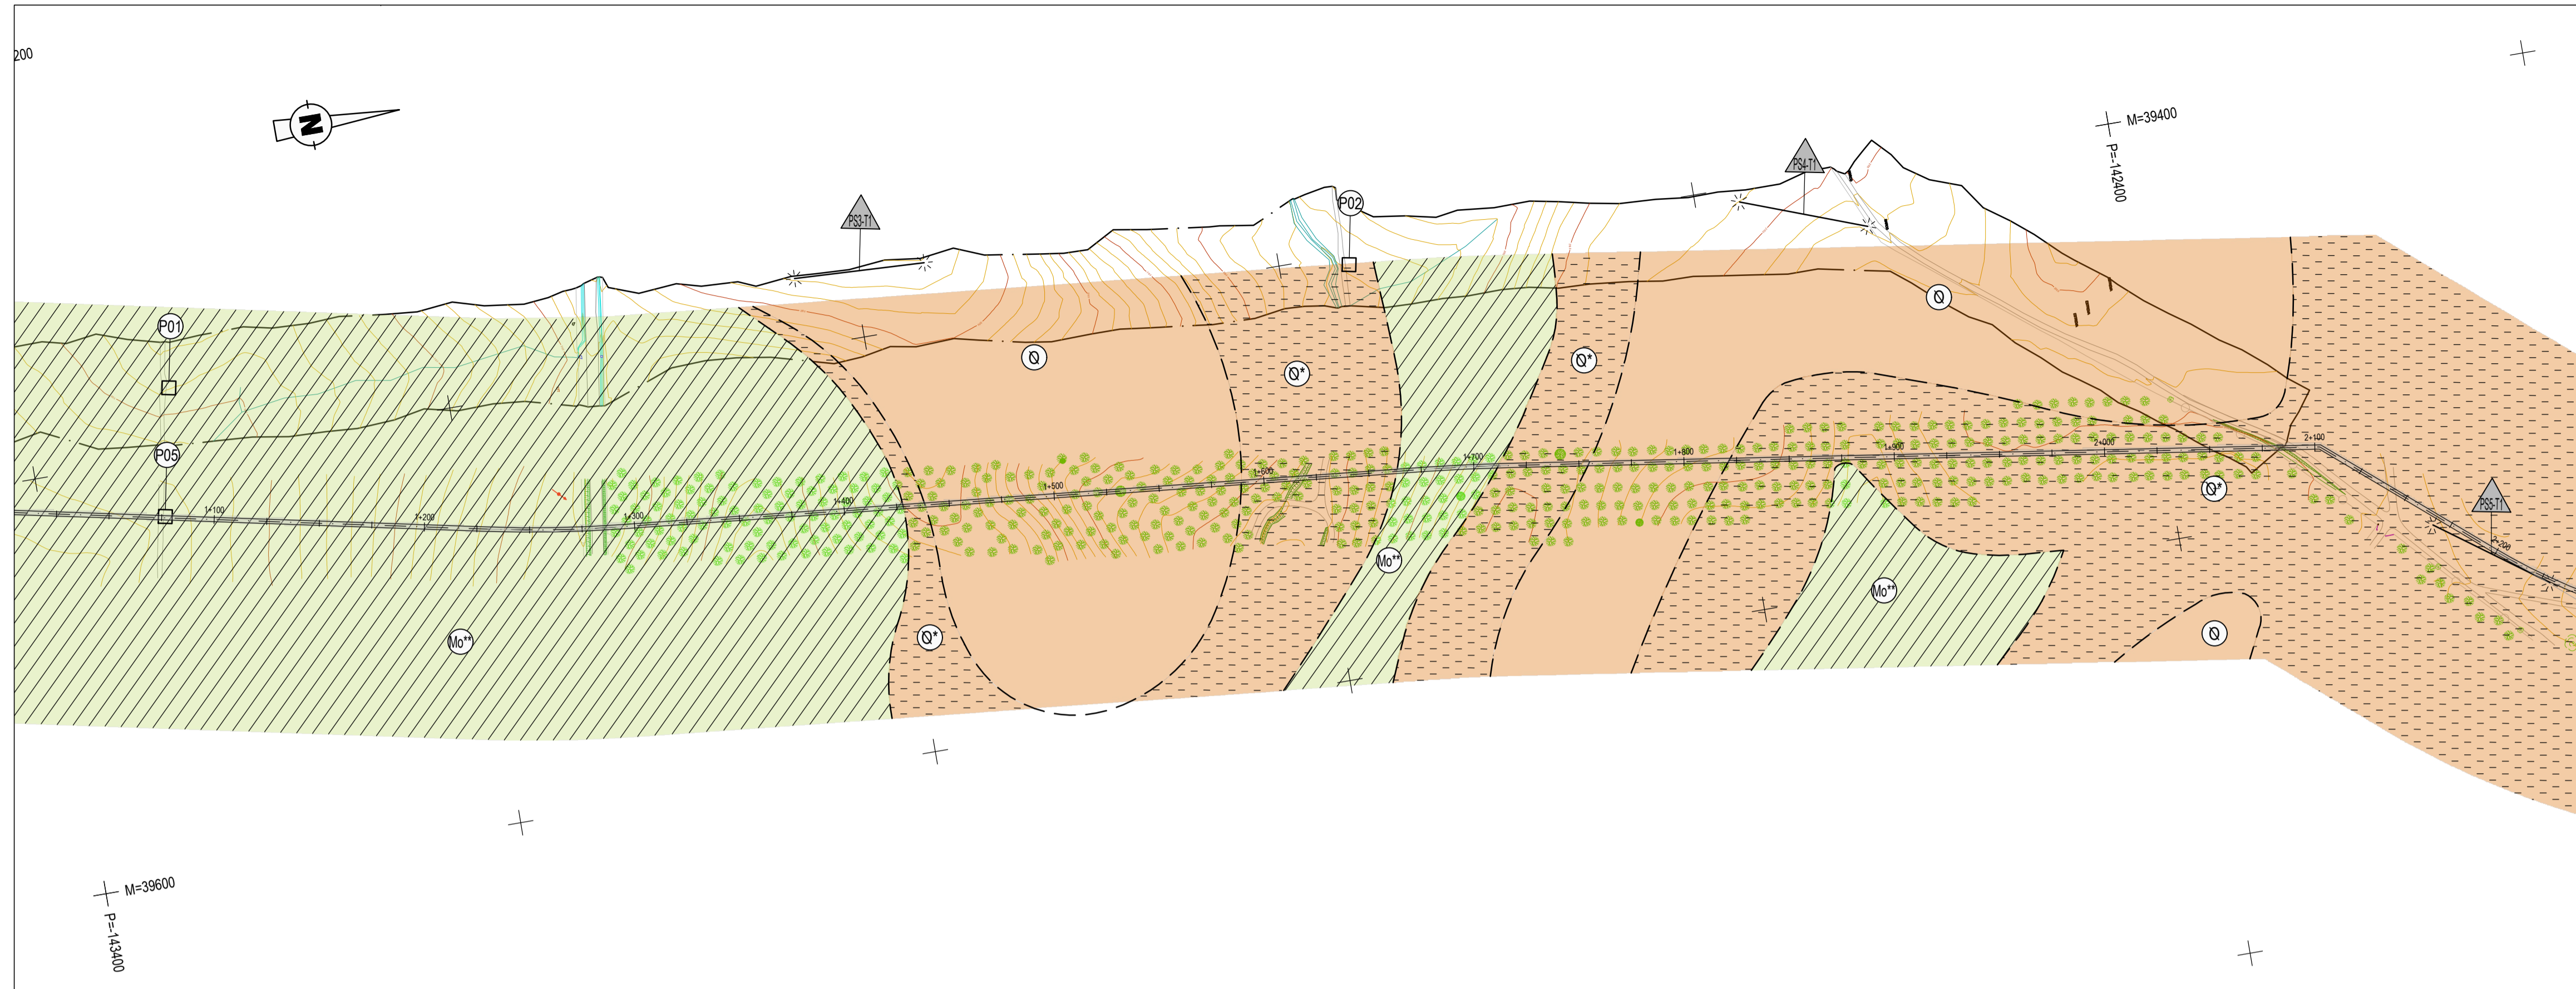 200
N
M=39400
P=-142400
PS4-T1
PS3-T1
P02
P01
Q
Q
Q*
Q*
P05
2+100
2+000
1+900
1+800
1+700
1+600
1+500
1+400
1+300
1+200
1+100
Q*
PS5-T1
2+200
Mo**
Mo**
Mo**
Q*
Q
M=39600
P=-143400